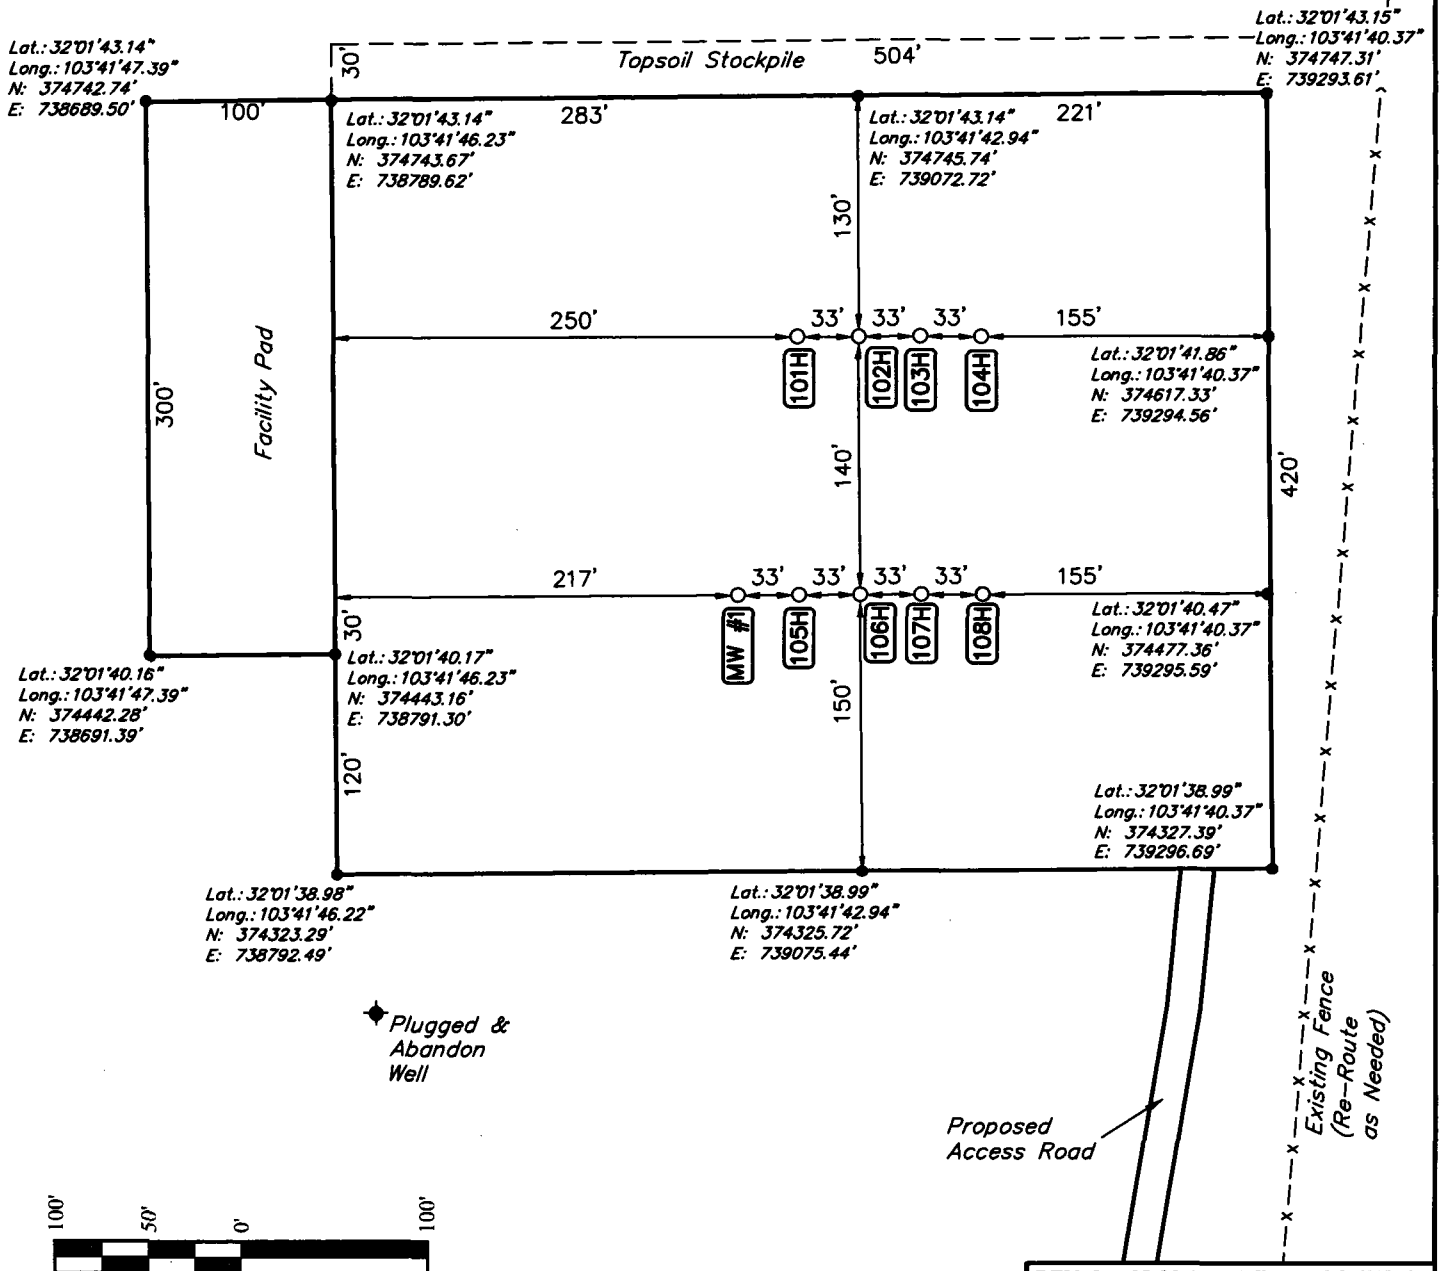 Lat.: 32°01'43.14"
Long.: 103°41'47.39"
N: 374742.74'
E: 738689.50'
30'
Topsoil Stockpile
504'
Lat.: 32°01'43.15"
Long.: 103°41'40.37"
N: 374747.31'
E: 739293.61'
100'
283'
221'
Lat.: 32°01'43.14"
Long.: 103°41'46.23"
N: 374743.67'
E: 738789.62'
Lat.: 32°01'43.14"
Long.: 103°41'42.94"
N: 374745.74'
E: 739072.72'
130'
250'
33'
33'
33'
155'
101H
102H
103H
104H
Lat.: 32°01'41.86"
Long.: 103°41'40.37"
N: 374617.33'
E: 739294.56'
300'
Facility Pad
140'
420'
217'
33'
33'
33'
33'
155'
MW #1
105H
106H
107H
108H
Lat.: 32°01'40.47"
Long.: 103°41'40.37"
N: 374477.36'
E: 739295.59'
30'
Lat.: 32°01'40.16"
Long.: 103°41'47.39"
N: 374442.28'
E: 738691.39'
Lat.: 32°01'40.17"
Long.: 103°41'46.23"
N: 374443.16'
E: 738791.30'
150'
120'
Lat.: 32°01'38.99"
Long.: 103°41'40.37"
N: 374327.39'
E: 739296.69'
Lat.: 32°01'38.98"
Long.: 103°41'46.22"
N: 374323.29'
E: 738792.49'
Lat.: 32°01'38.99"
Long.: 103°41'42.94"
N: 374325.72'
E: 739075.44'
Plugged &
Abandon
Well
Proposed
Access Road
Existing Fence
(Re-Route
as Needed)
100'
50'
0'
100'